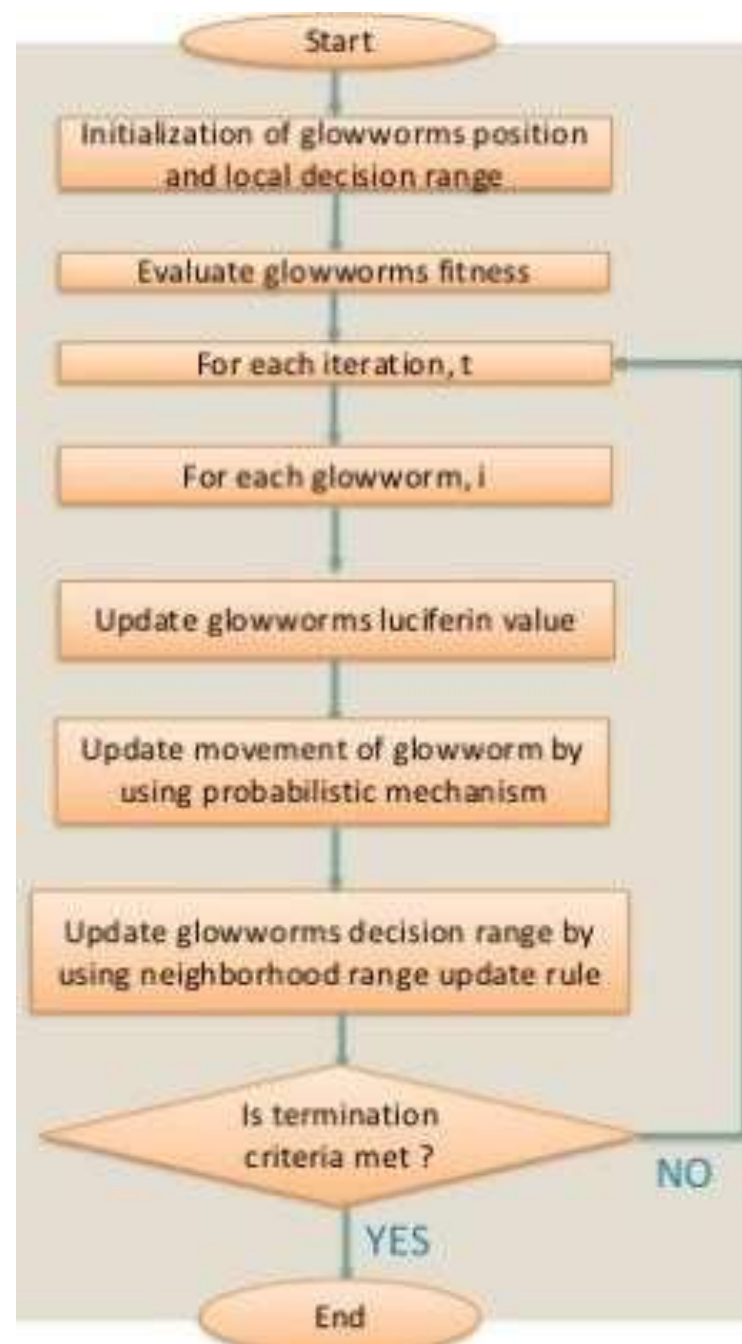 Start
Initialization of glowworms position
and local decision range
Evaluate glowworms fitness
For each iteration, t
For each glowworm, i
Update glowworms luciferin value
Update movement of glowworm by
using probabilistic mechanism
Update glowworms decision range by
using neighborhood range update rule
Is termination
criteria met ?
NO
YES
End